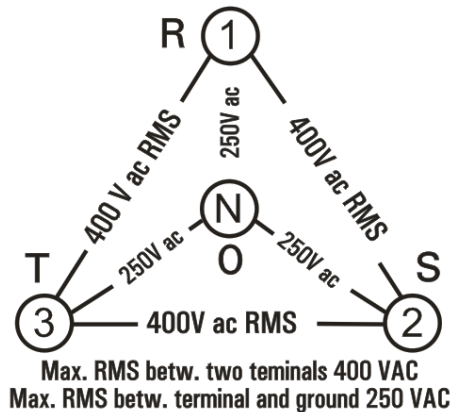 R 1
250V ac
400 V ac RMS
400V ac RMS
N
O
250V ac
250V ac
T
S
3
400V ac RMS
2
Max. RMS betw. two teminals 400 VAC
Max. RMS betw. terminal and ground 250 VAC